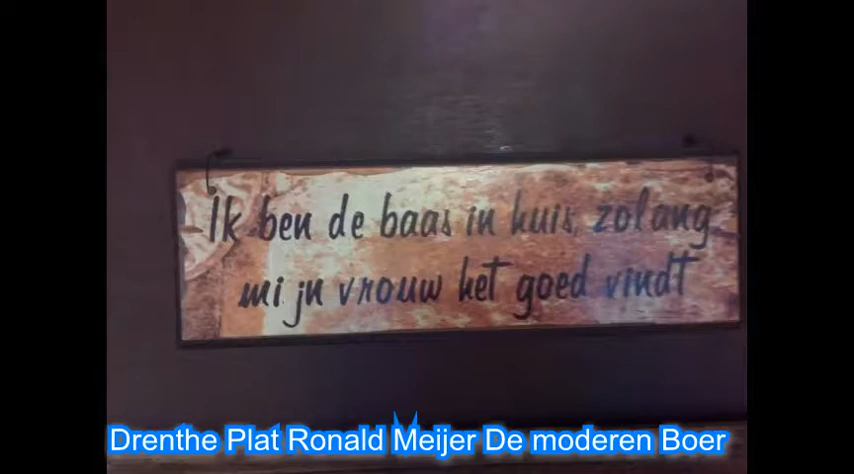 Ik ben de baas in huis, zolang
mijn vrouw het goed vindt
Drenthe Plat Ronald Meijer De moderen Boer